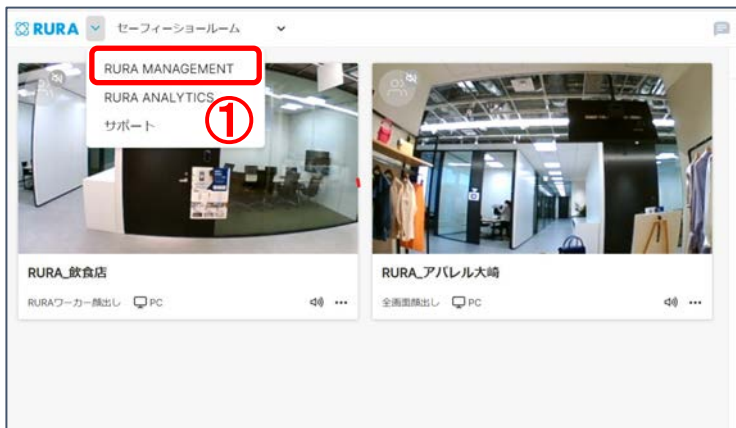 RURA セーフィーショールーム
RURA MANAGEMENT
RURA ANALYTICS
サポート
①
RURA_飲食店
RURAワーカー顔出し PC
RURA_アパレル大崎
全画面顔出し PC